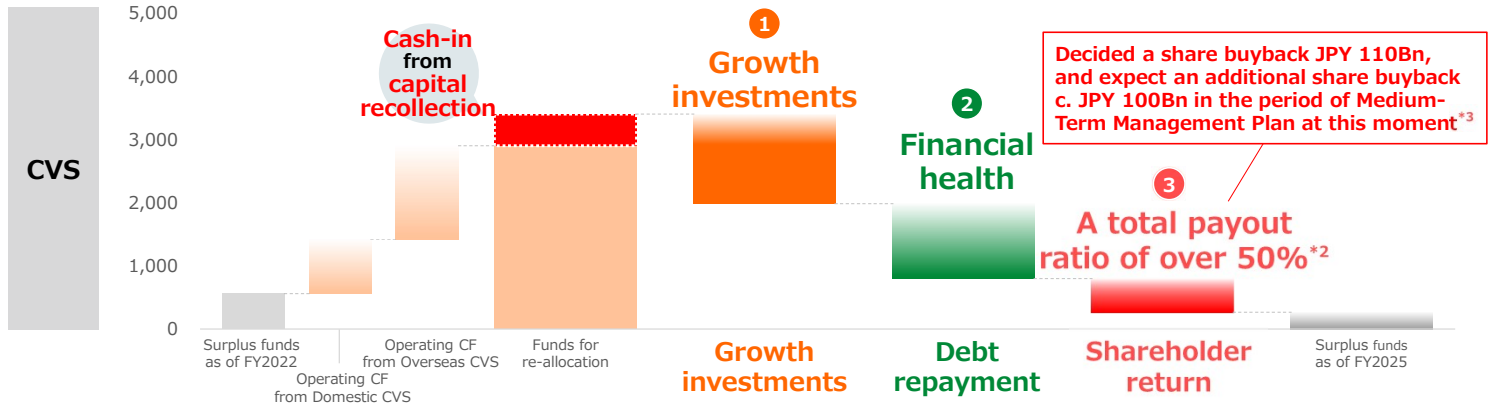 CVS
5,000
4,000
3,000
2,000
1,000
0
Cash-in
from
capital
recollection
1
Growth
investments
2
Financial
health
Decided a share buyback JPY 110Bn,
and expect an additional share buyback
c. JPY 100Bn in the period of Medium-
Term Management Plan at this moment*3
3
A total payout
ratio of over 50%*2
Surplus funds
as of FY2022
Operating CF
from Domestic CVS
Operating CF
from Overseas CVS
Funds for
re-allocation
Growth
investments
Debt
repayment
Shareholder
return
Surplus funds
as of FY2025